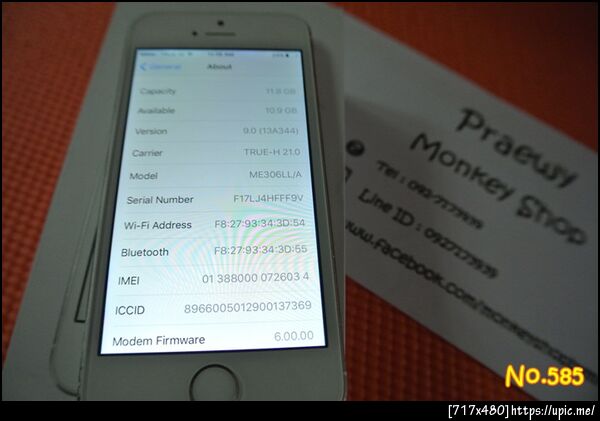 General
About
Capacity 11.8 GB
Available 10.9 GB
Version 9.0 (13A344)
Carrier TRUE-H 21.0
Model ME306LL/A
Serial Number F17LJ4HFFF9V
Wi-Fi Address F8:27:93:34:3D:54
Bluetooth F8:27:93:34:3D:55
IMEI 01 388000 072603 4
ICCID 8966005012900137369
Modem Firmware 6.00.00
Praewy
Monkey Shop
Tel :
Line ID :
No.585
[717x480]https://upic.me/